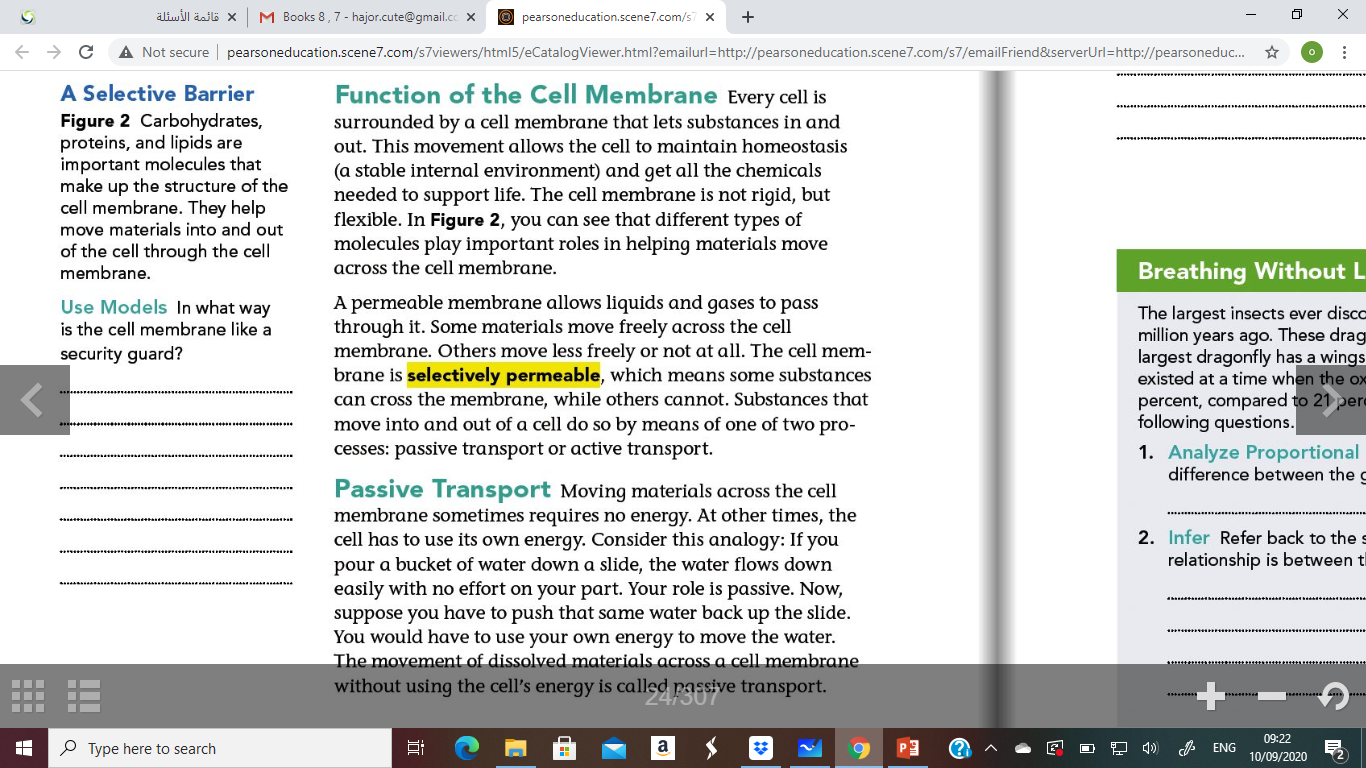 قائمة الأسئلة
Books 8 , 7 - hajor.cute@gmail.cc
pearsoneducation.scene7.com/s7
Not secure
pearsoneducation.scene7.com/s7viewers/html5/eCatalogViewer.html?emailurl=http://pearsoneducation.scene7.com/s7/emailFriend&serverUrl=http://pearsoneduc...
o
A Selective Barrier
Figure 2 Carbohydrates,
proteins, and lipids are
important molecules that
make up the structure of the
cell membrane. They help
move materials into and out
of the cell through the cell
membrane.
Use Models In what way
is the cell membrane like a
security guard?
Function of the Cell Membrane Every cell is
surrounded by a cell membrane that lets substances in and
out. This movement allows the cell to maintain homeostasis
(a stable internal environment) and get all the chemicals
needed to support life. The cell membrane is not rigid, but
flexible. In Figure 2, you can see that different types of
molecules play important roles in helping materials move
across the cell membrane.
A permeable membrane allows liquids and gases to pass
through it. Some materials move freely across the cell
membrane. Others move less freely or not at all. The cell mem-
brane is selectively permeable, which means some substances
can cross the membrane, while others cannot. Substances that
move into and out of a cell do so by means of one of two pro-
cesses: passive transport or active transport.
Passive Transport Moving materials across the cell
membrane sometimes requires no energy. At other times, the
cell has to use its own energy. Consider this analogy: If you
pour a bucket of water down a slide, the water flows down
easily with no effort on your part. Your role is passive. Now,
suppose you have to push that same water back up the slide.
You would have to use your own energy to move the water.
The movement of dissolved materials across a cell membrane
without using the cell's energy is called passive transport.
24/307
Breathing Without L
The largest insects ever disco
million years ago. These drag
largest dragonfly has a wings
existed at a time when the ox
percent, compared to 21 perc
following questions.
1. Analyze Proportional
difference between the g
2. Infer Refer back to the s
relationship is between t
Type here to search
a
ENG
09:22
10/09/2020
2